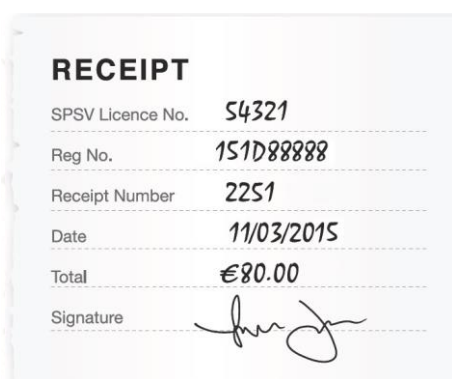 RECEIPT
SPSV Licence No. 54321
Reg No. 151D88888
Receipt Number 2251
Date 11/03/2015
Total €80.00
Signature